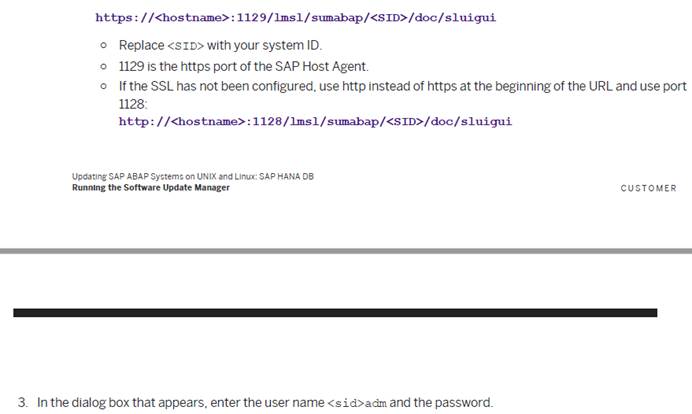 https://<hostname>:1129/lmsl/sumabap/<SID>/doc/sluigui
○ Replace <SID> with your system ID.
○ 1129 is the https port of the SAP Host Agent.
○ If the SSL has not been configured, use http instead of https at the beginning of the URL and use port
1128:
http://<hostname>:1128/lmsl/sumabap/<SID>/doc/sluigui
Updating SAP ABAP Systems on UNIX and Linux: SAP HANA DB
Running the Software Update Manager
CUSTOMER
3. In the dialog box that appears, enter the user name <sid>adm and the password.